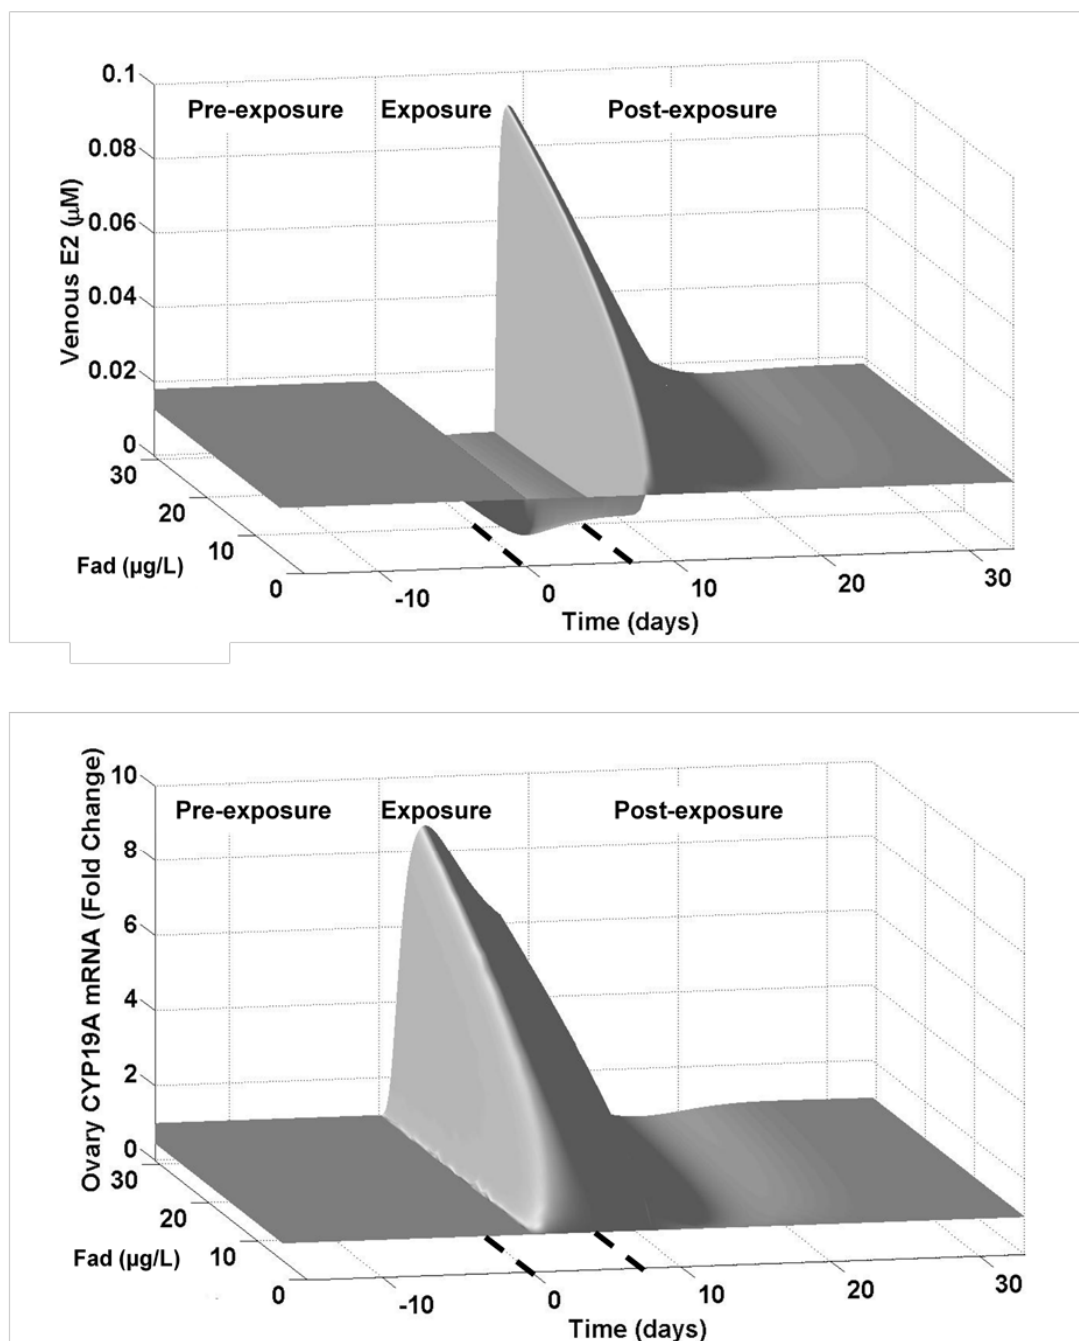 0.1
Pre-exposure Exposure Post-exposure
0.08
0.06
0.04
0.02
0
Venous E2 (µM)
30
20
10
0
Fad (µg/L)
-10 0 10 20 30
Time (days)
10
Pre-exposure Exposure Post-exposure
8
6
4
2
0
Ovary CYP19A mRNA (Fold Change)
30
20
10
0
Fad (µg/L)
-10 0 10 20 30
Time (days)